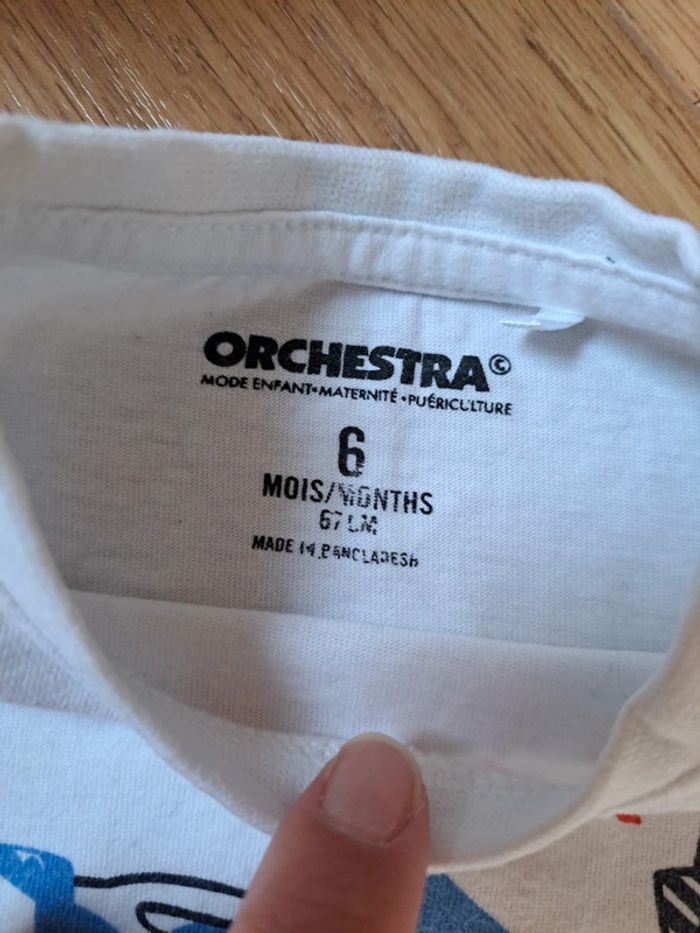 ORCHESTRA©
MODE ENFANT•MATERNITÉ•PUÉRICULTURE
6
MOIS/MONTHS
67 CM
MADE IN BANGLADESH